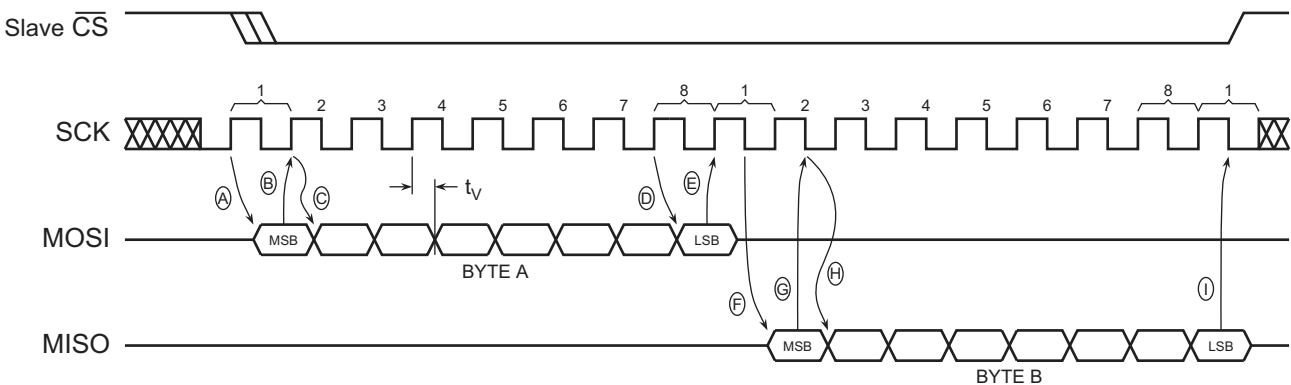 Slave CS
1 2 3 4 5 6 7 8 1 2 3 4 5 6 7 8 1
SCK
A B C t_V D E
MOSI MSB LSB
BYTE A
F G H I
MISO MSB LSB
BYTE B